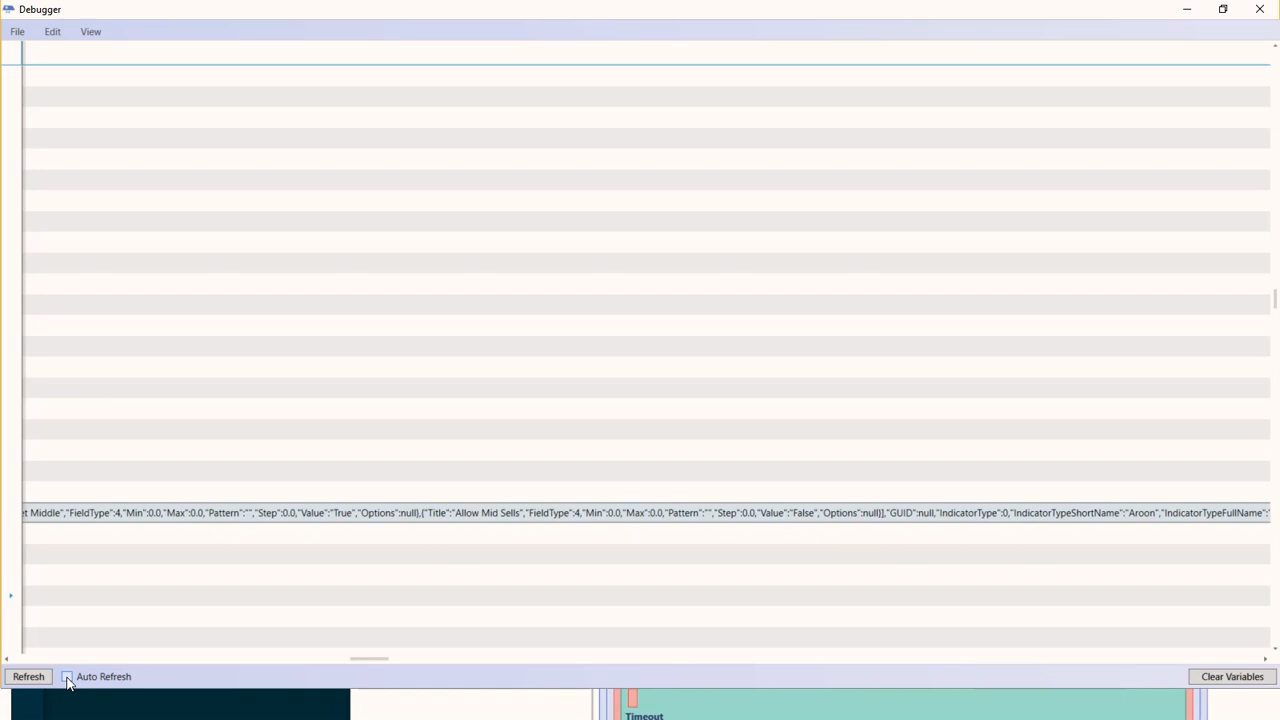 Debugger
File Edit View
et Middle","FieldType":4,"Min":0.0,"Max":0.0,"Pattern":"","Step":0.0,"Value":"True","Options":null},{"Title":"Allow Mid Sells","FieldType":4,"Min":0.0,"Max":0.0,"Pattern":"","Step":0.0,"Value":"False","Options":null}],"GUID":null,"IndicatorType":0,"IndicatorTypeShortName":"Aroon","IndicatorTypeFullName":"
Refresh Auto Refresh Clear Variables
Timeout